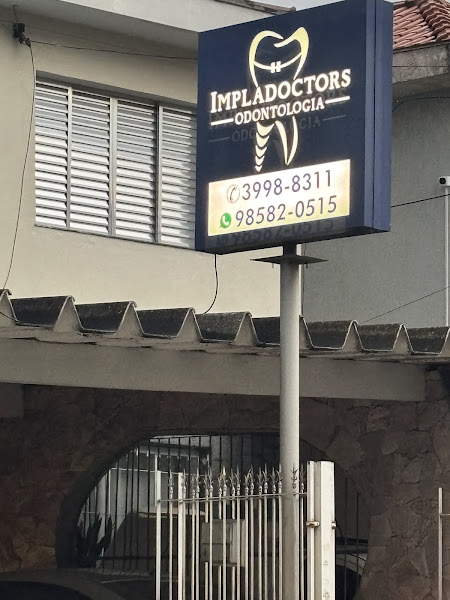 IMPLADOCTORS
ODONTOLOGIA
3998-8311
98582-0515